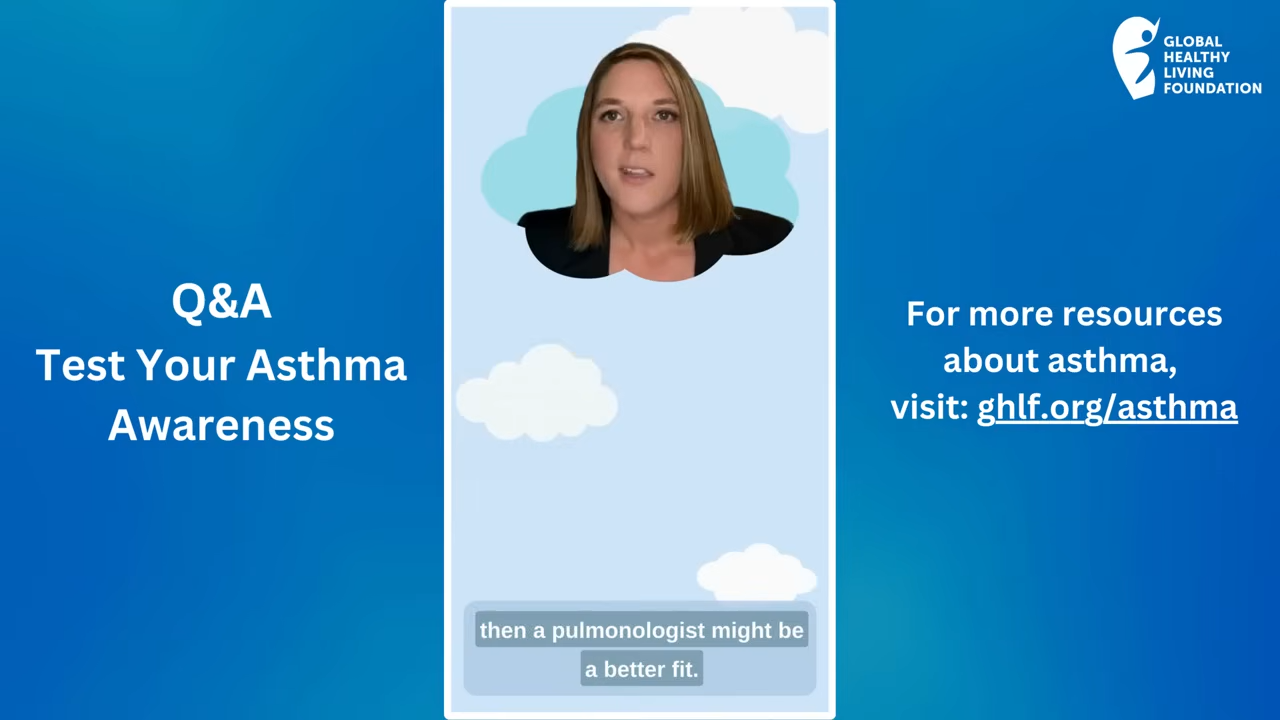 GLOBAL
HEALTHY
LIVING
FOUNDATION
Q&A
Test Your Asthma
Awareness
For more resources
about asthma,
visit: ghlf.org/asthma
then a pulmonologist might be
a better fit.